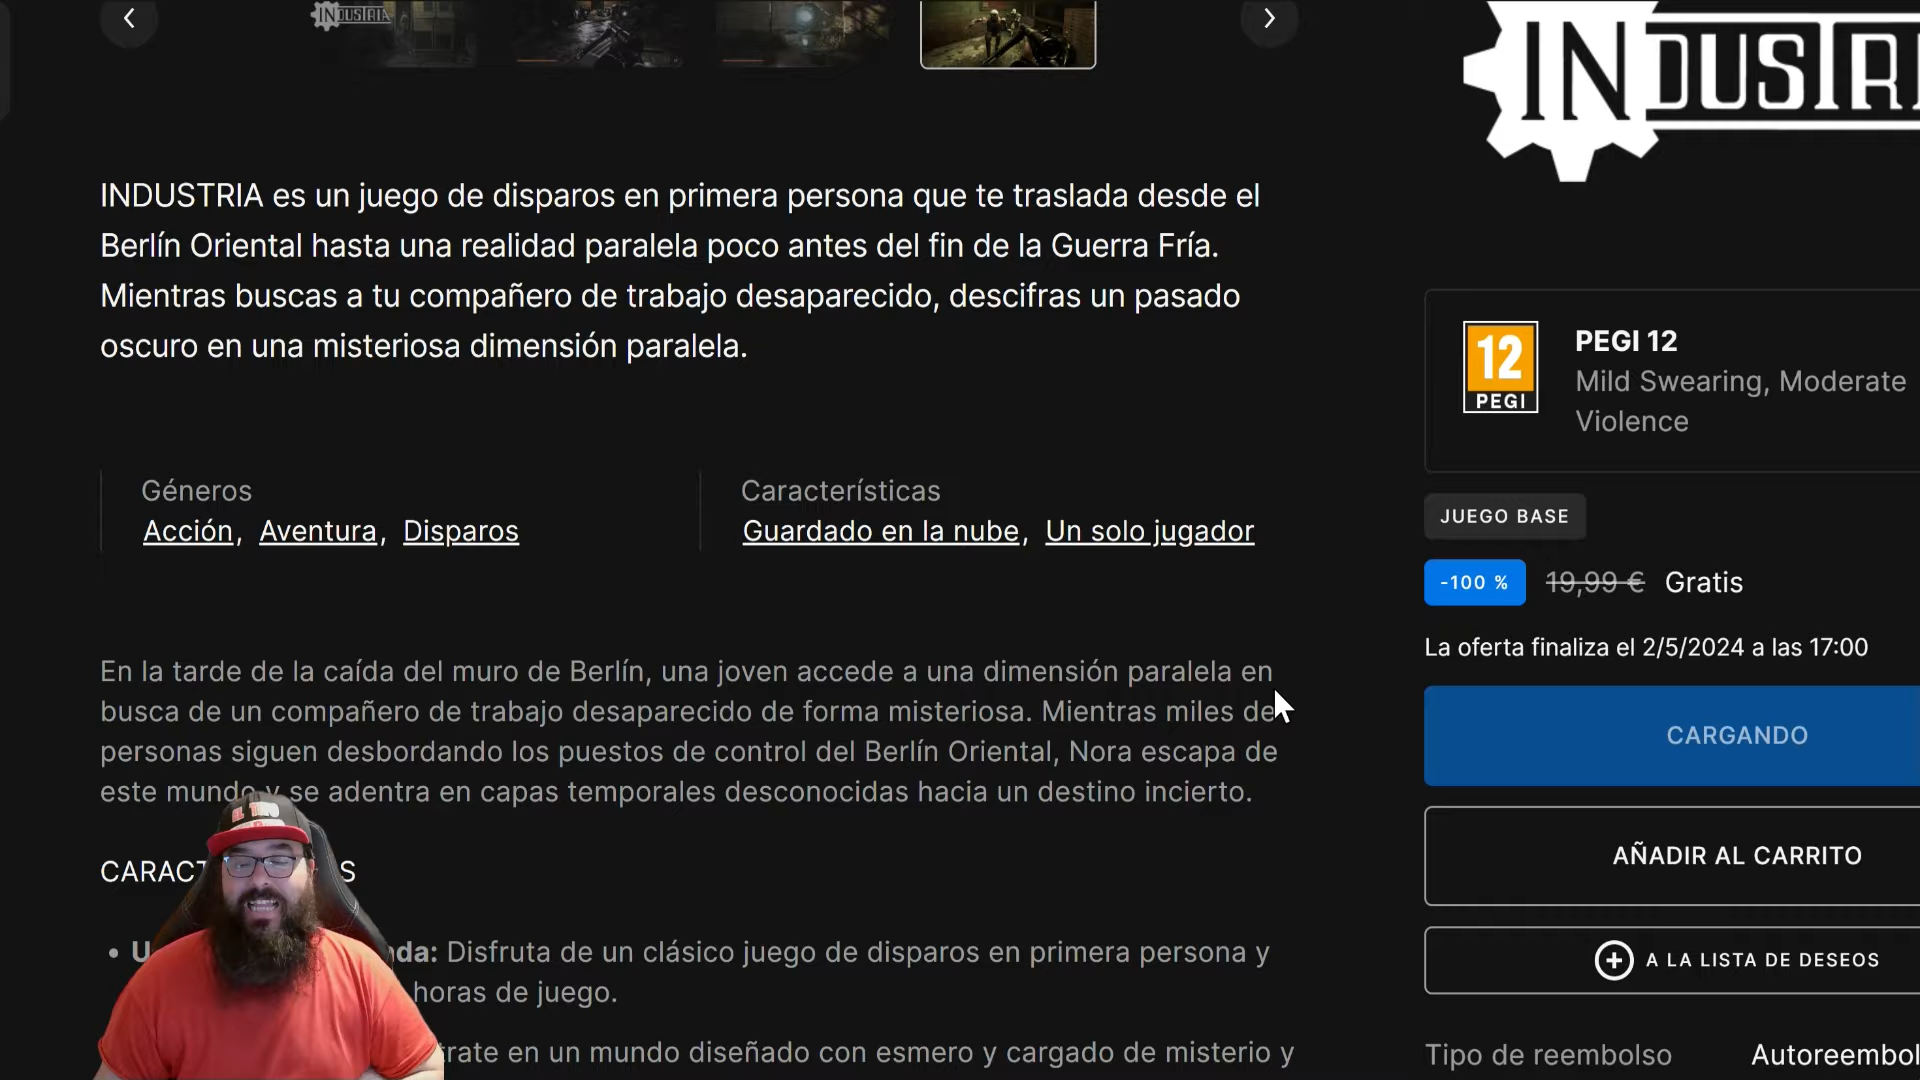 INDUSTRIA
INDUSTRI
INDUSTRIA es un juego de disparos en primera persona que te traslada desde el
Berlín Oriental hasta una realidad paralela poco antes del fin de la Guerra Fría.
Mientras buscas a tu compañero de trabajo desaparecido, descifras un pasado
oscuro en una misteriosa dimensión paralela.
Géneros
Acción, Aventura, Disparos
Características
Guardado en la nube, Un solo jugador
En la tarde de la caída del muro de Berlín, una joven accede a una dimensión paralela en
busca de un compañero de trabajo desaparecido de forma misteriosa. Mientras miles de
personas siguen desbordando los puestos de control del Berlín Oriental, Nora escapa de
este mundo y se adentra en capas temporales desconocidas hacia un destino incierto.
CARACT S
• U nda: Disfruta de un clásico juego de disparos en primera persona y
horas de juego.
trate en un mundo diseñado con esmero y cargado de misterio y
12
PEGI
PEGI 12
Mild Swearing, Moderate
Violence
JUEGO BASE
-100 % 19,99 € Gratis
La oferta finaliza el 2/5/2024 a las 17:00
CARGANDO
AÑADIR AL CARRITO
A LA LISTA DE DESEOS
Tipo de reembolso Autoreembol